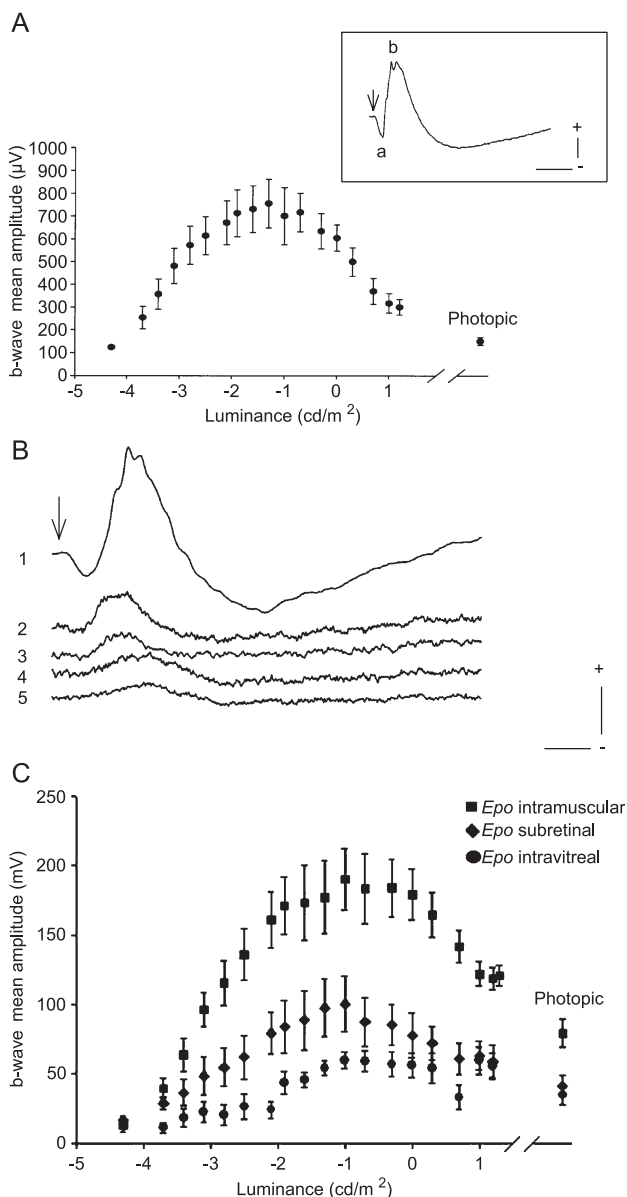 A
b
a
+
-
b-wave mean amplitude (µV)
1000
900
800
700
600
500
400
300
200
100
0
Photopic
-5 -4 -3 -2 -1 0 1
Luminance (cd/m 2)
B
1
2
3
4
5
+
-
C
b-wave mean amplitude (mV)
250
200
150
100
50
0
Epo intramuscular
Epo subretinal
Epo intravitreal
Photopic
-5 -4 -3 -2 -1 0 1
Luminance (cd/m 2)